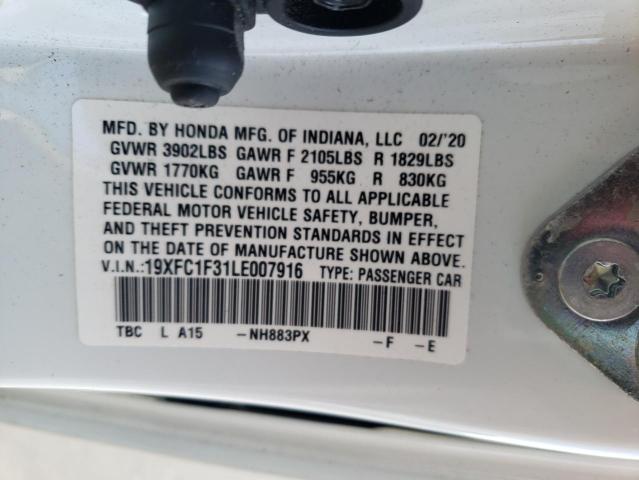 MFD. BY HONDA MFG. OF INDIANA, LLC 02/'20
GVWR 3902LBS GAWR F 2105LBS R 1829LBS
GVWR 1770KG GAWR F 955KG R 830KG
THIS VEHICLE CONFORMS TO ALL APPLICABLE
FEDERAL MOTOR VEHICLE SAFETY, BUMPER,
AND THEFT PREVENTION STANDARDS IN EFFECT
ON THE DATE OF MANUFACTURE SHOWN ABOVE.
V.I.N.:19XFC1F31LE007916 TYPE: PASSENGER CAR
TBC L A15 -NH883PX -F -E